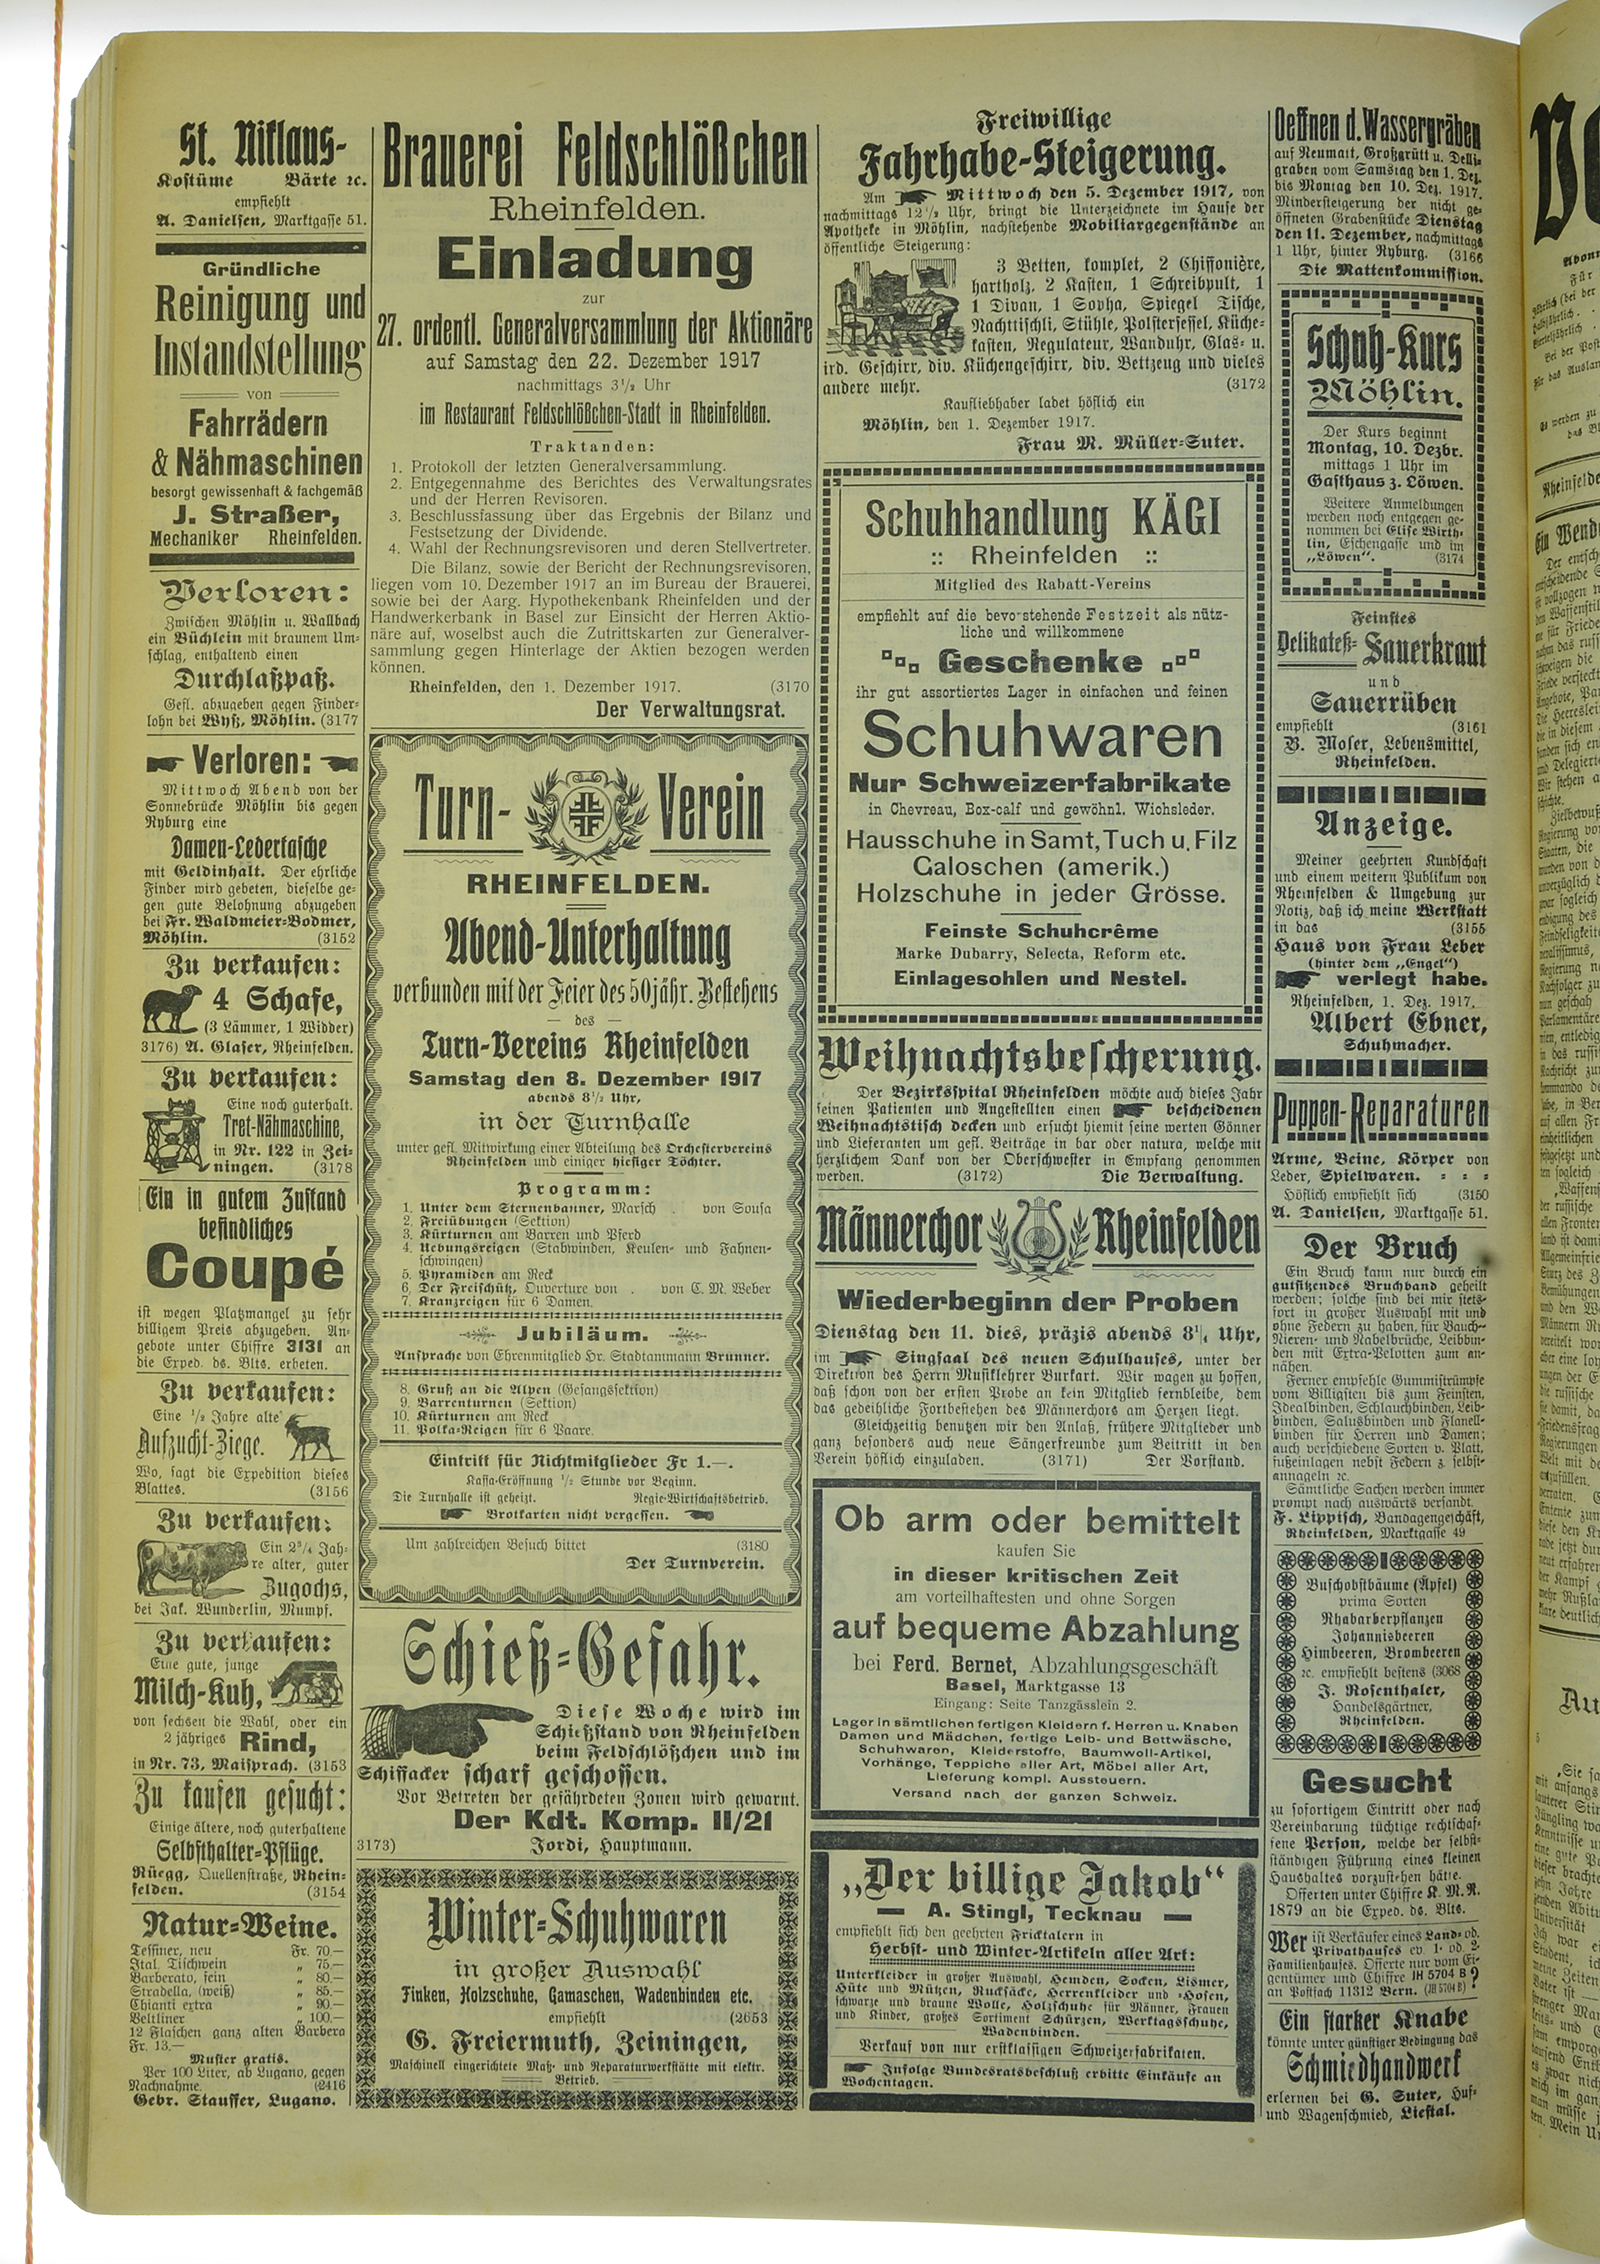 St. Niklaus-
Kostüme Bärte ꝛc.
empfiehlt
A. Danielsen, Marktgasse 51.
Gründliche
Reinigung und
Instandstellung
von
Fahrrädern
& Nähmaschinen
besorgt gewissenhaft & fachgemäß
J. Straßer,
Mechaniker Rheinfelden.
Verloren:
Zwischen Möhlin u. Wallbach
ein Büchlein mit braunem Um-
schlag, enthaltend einen
Durchlaßpaß.
Gefl. abzugeben gegen Finder-
lohn bei Wyß, Möhlin. (3177
Verloren:
Mittwoch Abend von der
Sonnebrücke Möhlin bis gegen
Ryburg eine
Damen-Ledertasche
mit Geldinhalt. Der ehrliche
Finder wird gebeten, dieselbe ge-
gen gute Belohnung abzugeben
bei Fr. Waldmeier-Bodmer,
Möhlin. (3152
Zu verkaufen:
4 Schafe,
(3 Lämmer, 1 Widder)
3176) A. Glaser, Rheinfelden.
Zu verkaufen:
Eine noch guterhalt.
Tret-Nähmaschine,
in Nr. 122 in Zei-
ningen. (3178
Ein in gutem Zustand
befindliches
Coupé
ist wegen Platzmangel zu sehr
billigem Preis abzugeben. An-
gebote unter Chiffre 3131 an
die Exped. ds. Blts. erbeten.
Zu verkaufen:
Eine ½ Jahre alte
Aufzucht-Ziege.
Wo, sagt die Expedition dieses
Blattes. (3156
Zu verkaufen:
Ein 2¾ Jah-
re alter, guter
Zugochs,
bei Jak. Wunderlin, Mumpf.
Zu verkaufen:
Eine gute, junge
Milch-Kuh,
von sechsen die Wahl, oder ein
2 jähriges Rind,
in Nr. 73, Maisprach. (3153
Zu kaufen gesucht:
Einige ältere, noch guterhaltene
Selbsthalter-Pflüge.
Rüegg, Quellenstraße, Rhein-
felden. (3154
Natur-Weine.
Tessiner, neu Fr. 70.—
Ital. Tischwein „ 75.—
Barberato, fein „ 80.—
Stradella, (weiß) „ 85.—
Chianti extra „ 90.—
Veltliner „ 100.—
12 Flaschen ganz alten Barbera
Fr. 13.—
Muster gratis.
Per 100 Liter, ab Lugano, gegen
Nachnahme. (2416
Gebr. Stauffer, Lugano.
Brauerei Feldschlößchen
Rheinfelden.
Einladung
zur
27. ordentl. Generalversammlung der Aktionäre
auf Samstag den 22. Dezember 1917
nachmittags 3½ Uhr
im Restaurant Feldschlößchen-Stadt in Rheinfelden.
Traktanden:
1. Protokoll der letzten Generalversammlung.
2. Entgegennahme des Berichtes des Verwaltungsrates
und der Herren Revisoren.
3. Beschlussfassung über das Ergebnis der Bilanz und
Festsetzung der Dividende.
4. Wahl der Rechnungsrevisoren und deren Stellvertreter.
Die Bilanz, sowie der Bericht der Rechnungsrevisoren,
liegen vom 10. Dezember 1917 an im Bureau der Brauerei,
sowie bei der Aarg. Hypothekenbank Rheinfelden und der
Handwerkerbank in Basel zur Einsicht der Herren Aktio-
näre auf, woselbst auch die Zutrittskarten zur Generalver-
sammlung gegen Hinterlage der Aktien bezogen werden
können.
Rheinfelden, den 1. Dezember 1917. (3170
Der Verwaltungsrat.
Turn- Verein
RHEINFELDEN.
Abend-Unterhaltung
verbunden mit der Feier des 50jähr. Bestehens
— des —
Turn-Vereins Rheinfelden
Samstag den 8. Dezember 1917
abends 8½ Uhr,
in der Turnhalle
unter gefl. Mitwirkung einer Abteilung des Orchestervereins
Rheinfelden und einiger hiesiger Töchter.
Programm:
1. Unter dem Sternenbanner, Marsch . von Sousa
2. Freiübungen (Sektion)
3. Kürturnen am Barren und Pferd
4. Uebungsreigen (Stabwinden, Keulen- und Fahnen-
schwingen)
5. Pyramiden am Reck
6. Der Freischütz, Ouverture von . von C. M. Weber
7. Kranzreigen für 6 Damen.
Jubiläum.
Ansprache von Ehrenmitglied Hr. Stadtammann Brunner.
8. Gruß an die Alpen (Gesangssektion)
9. Barrenturnen (Sektion)
10. Kürturnen am Reck
11. Polka-Reigen für 6 Paare.
Eintritt für Nichtmitglieder Fr 1.—.
Kassa-Eröffnung ½ Stunde vor Beginn.
Die Turnhalle ist geheizt. Regie-Wirtschaftsbetrieb.
Brotkarten nicht vergessen.
Um zahlreichen Besuch bittet (3180
Der Turnverein.
Schieß-Gefahr.
Diese Woche wird im
Schießstand von Rheinfelden
beim Feldschlößchen und im
Schiffacker scharf geschossen.
Vor Betreten der gefährdeten Zonen wird gewarnt.
Der Kdt. Komp. II/21
3173) Jordi, Hauptmann.
Winter-Schuhwaren
in großer Auswahl
Finken, Holzschuhe, Gamaschen, Wadenbinden etc.
empfiehlt (2653
G. Freiermuth, Zeiningen,
Maschinell eingerichtete Maß- und Reparaturwerkstätte mit elektr.
Betrieb.
Freiwillige
Fahrhabe-Steigerung.
Am Mittwoch den 5. Dezember 1917, von
nachmittags 12½ Uhr, bringt die Unterzeichnete im Hause der
Apotheke in Möhlin, nachstehende Mobiliargegenstände an
öffentliche Steigerung:
3 Betten, komplet, 2 Chiffonière,
hartholz. 2 Kasten, 1 Schreibpult, 1
1 Divan, 1 Sopha, Spiegel Tische,
Nachttischli, Stühle, Polstersessel, Küche-
kasten, Regulateur, Wanduhr, Glas- u.
ird. Geschirr, div. Küchengeschirr, div. Bettzeug und vieles
andere mehr. (3172
Kaufliebhaber ladet höflich ein
Möhlin, den 1. Dezember 1917.
Frau M. Müller-Suter.
Schuhhandlung KÄGI
:: Rheinfelden ::
Mitglied des Rabatt-Vereins
empfiehlt auf die bevorstehende Festzeit als nütz-
liche und willkommene
Geschenke
ihr gut assortiertes Lager in einfachen und feinen
Schuhwaren
Nur Schweizerfabrikate
in Chevreau, Box-calf und gewöhnl. Wichsleder.
Hausschuhe in Samt, Tuch u. Filz
Galoschen (amerik.)
Holzschuhe in jeder Grösse.
Feinste Schuhcrême
Marke Dubarry, Selecta, Reform etc.
Einlagesohlen und Nestel.
Weihnachtsbescherung.
Der Bezirksspital Rheinfelden möchte auch dieses Jahr
seinen Patienten und Angestellten einen bescheidenen
Weihnachtstisch decken und ersucht hiemit seine werten Gönner
und Lieferanten um gefl. Beiträge in bar oder natura, welche mit
herzlichem Dank von der Oberschwester in Empfang genommen
werden. (3172) Die Verwaltung.
Männerchor Rheinfelden
Wiederbeginn der Proben
Dienstag den 11. dies, präzis abends 8¼ Uhr,
im Singsaal des neuen Schulhauses, unter der
Direktion des Herrn Musiklehrer Burkart. Wir wagen zu hoffen,
daß schon von der ersten Probe an kein Mitglied fernbleibe, dem
das gedeihliche Fortbestehen des Männerchors am Herzen liegt.
Gleichzeitig benutzen wir den Anlaß, frühere Mitglieder und
ganz besonders auch neue Sängerfreunde zum Beitritt in den
Verein höflich einzuladen. (3171) Der Vorstand.
Ob arm oder bemittelt
kaufen Sie
in dieser kritischen Zeit
am vorteilhaftesten und ohne Sorgen
auf bequeme Abzahlung
bei Ferd. Bernet, Abzahlungsgeschäft
Basel, Marktgasse 13
Eingang: Seite Tanzgässlein 2.
Lager in sämtlichen fertigen Kleidern f. Herren u. Knaben
Damen und Mädchen, fertige Leib- und Bettwäsche,
Schuhwaren, Kleiderstoffe, Baumwoll-Artikel,
Vorhänge, Teppiche aller Art, Möbel aller Art,
Lieferung kompl. Aussteuern.
Versand nach der ganzen Schweiz.
„Der billige Jakob“
A. Stingl, Tecknau
empfiehlt sich den geehrten Fricktalern in
Herbst- und Winter-Artikeln aller Art:
Unterkleider in großer Auswahl, Hemden, Socken, Lismer,
Hüte und Mützen, Rucksäcke, Herrenkleider und -Hosen,
schwarze und braune Wolle, Holzschuhe für Männer, Frauen
und Kinder, großes Sortiment Schürzen, Werktagschuhe,
Wadenbinden.
Verkauf von nur erstklassigen Schweizerfabrikaten.
Infolge Bundesratsbeschluß erbitte Einkäufe an
Wochentagen.
Oeffnen d. Wassergräben
auf Neumatt, Großgrütt u. Delli-
graben vom Samstag den 1. Dez.
bis Montag den 10. Dez. 1917.
Mindersteigerung der nicht ge-
öffneten Grabenstücke Dienstag
den 11. Dezember, nachmittags
1 Uhr, hinter Ryburg. (3166
Die Mattenkommission.
Schuh-Kurs
Möhlin.
Der Kurs beginnt
Montag, 10. Dezbr.
mittags 1 Uhr im
Gasthaus z. Löwen.
Weitere Anmeldungen
werden noch entgegen ge-
nommen bei Elise Wirth-
lin, Eschengasse und im
„Löwen“. (3174
Feinstes
Delikateß- Sauerkraut
und
Sauerrüben
empfiehlt (3161
B. Moser, Lebensmittel,
Rheinfelden.
Anzeige.
Meiner geehrten Kundschaft
und einem weitern Publikum von
Rheinfelden & Umgebung zur
Notiz, daß ich meine Werkstatt
in das (3155
Haus von Frau Leber
(hinter dem „Engel“)
verlegt habe.
Rheinfelden, 1. Dez. 1917.
Albert Ebner,
Schuhmacher.
Puppen-Reparaturen
Arme, Beine, Körper von
Leder, Spielwaren.
Höflich empfiehlt sich (3150
A. Danielsen, Marktgasse 51.
Der Bruch
Ein Bruch kann nur durch ein
gutsitzendes Bruchband geheilt
werden; solche sind bei mir stets-
fort in großer Auswahl mit und
ohne Federn zu haben, für Bauch-
Nieren- und Nabelbrüche, Leibbin-
den mit Extra-Pelotten zum an-
nähen.
Ferner empfehle Gummistrümpfe
vom Billigsten bis zum Feinsten,
Idealbinden, Schlauchbinden, Leib-
binden, Salusbinden und Flanell-
binden für Herren und Damen;
auch verschiedene Sorten v. Platt,
fußeinlagen nebst Federn z. selbst-
annageln ꝛc.
Sämtliche Sachen werden immer
prompt nach auswärts versandt.
F. Lippisch, Bandagengeschäft,
Rheinfelden, Marktgasse 49
Buschobstbäume (Äpfel)
prima Sorten
Rhabarberpflanzen
Johannisbeeren
Himbeeren, Brombeeren
ꝛc. empfiehlt bestens (3068
J. Rosenthaler,
Handelsgärtner,
Rheinfelden.
Gesucht
zu sofortigem Eintritt oder nach
Vereinbarung tüchtige rechtschaf-
fene Person, welche der selbst-
ständigen Führung eines kleinen
Haushaltes vorzustehen hätte.
Offerten unter Chiffre K. M. R.
1879 an die Exped. ds. Blts.
Wer ist Verkäufer eines Land- od.
Privathauses ev. 1- od. 2-
Familienhauses. Offerte nur vom Ei-
gentümer und Chiffre JH 5704 B ?
an Postfach 11312 Bern. (JH 5704 B)
Ein starker Knabe
könnte unter günstiger Bedingung das
Schmiedhandwerk
erlernen bei G. Suter, Huf-
und Wagenschmied, Liestal.